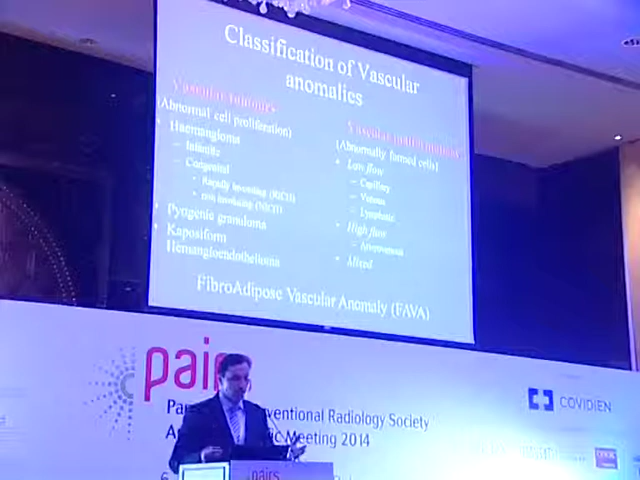 Classification of Vascular
anomalies
Vascular tumours
(Abnormal cell proliferation)
• Haemangioma
– Infantile
– Congenital
• Rapidly involuting (RICH)
• non involuting (NICH)
• Pyogenic granuloma
• Kaposiform
Hemangioendothelioma
Vascular malformations
(Abnormally formed cells)
• Low flow
– Capillary
– Venous
– Lymphatic
• High flow
– Arteriovenous
• Mixed
FibroAdipose Vascular Anomaly (FAVA)
pairs
Interventional Radiology Society
Meeting 2014
COVIDIEN
COOK
pairs